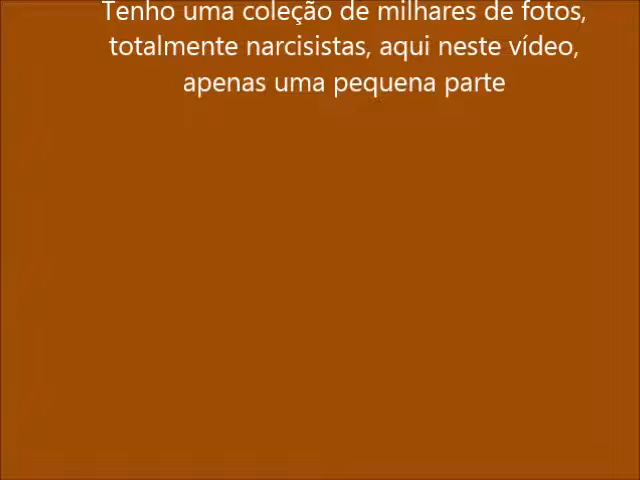 Tenho uma coleção de milhares de fotos,
totalmente narcisistas, aqui neste vídeo,
apenas uma pequena parte